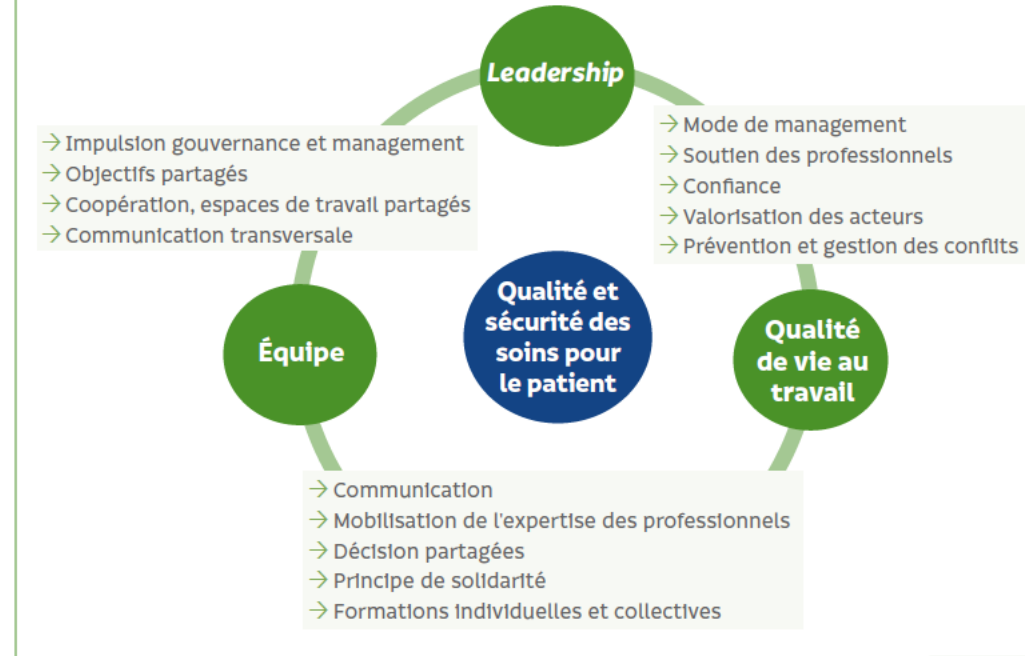 Leadership
→ Impulsion gouvernance et management
→ Objectifs partagés
→ Coopération, espaces de travail partagés
→ Communication transversale
→ Mode de management
→ Soutien des professionnels
→ Confiance
→ Valorisation des acteurs
→ Prévention et gestion des conflits
Équipe
Qualité et
sécurité des
soins pour
le patient
Qualité
de vie au
travail
→ Communication
→ Mobilisation de l'expertise des professionnels
→ Décision partagées
→ Principe de solidarité
→ Formations individuelles et collectives